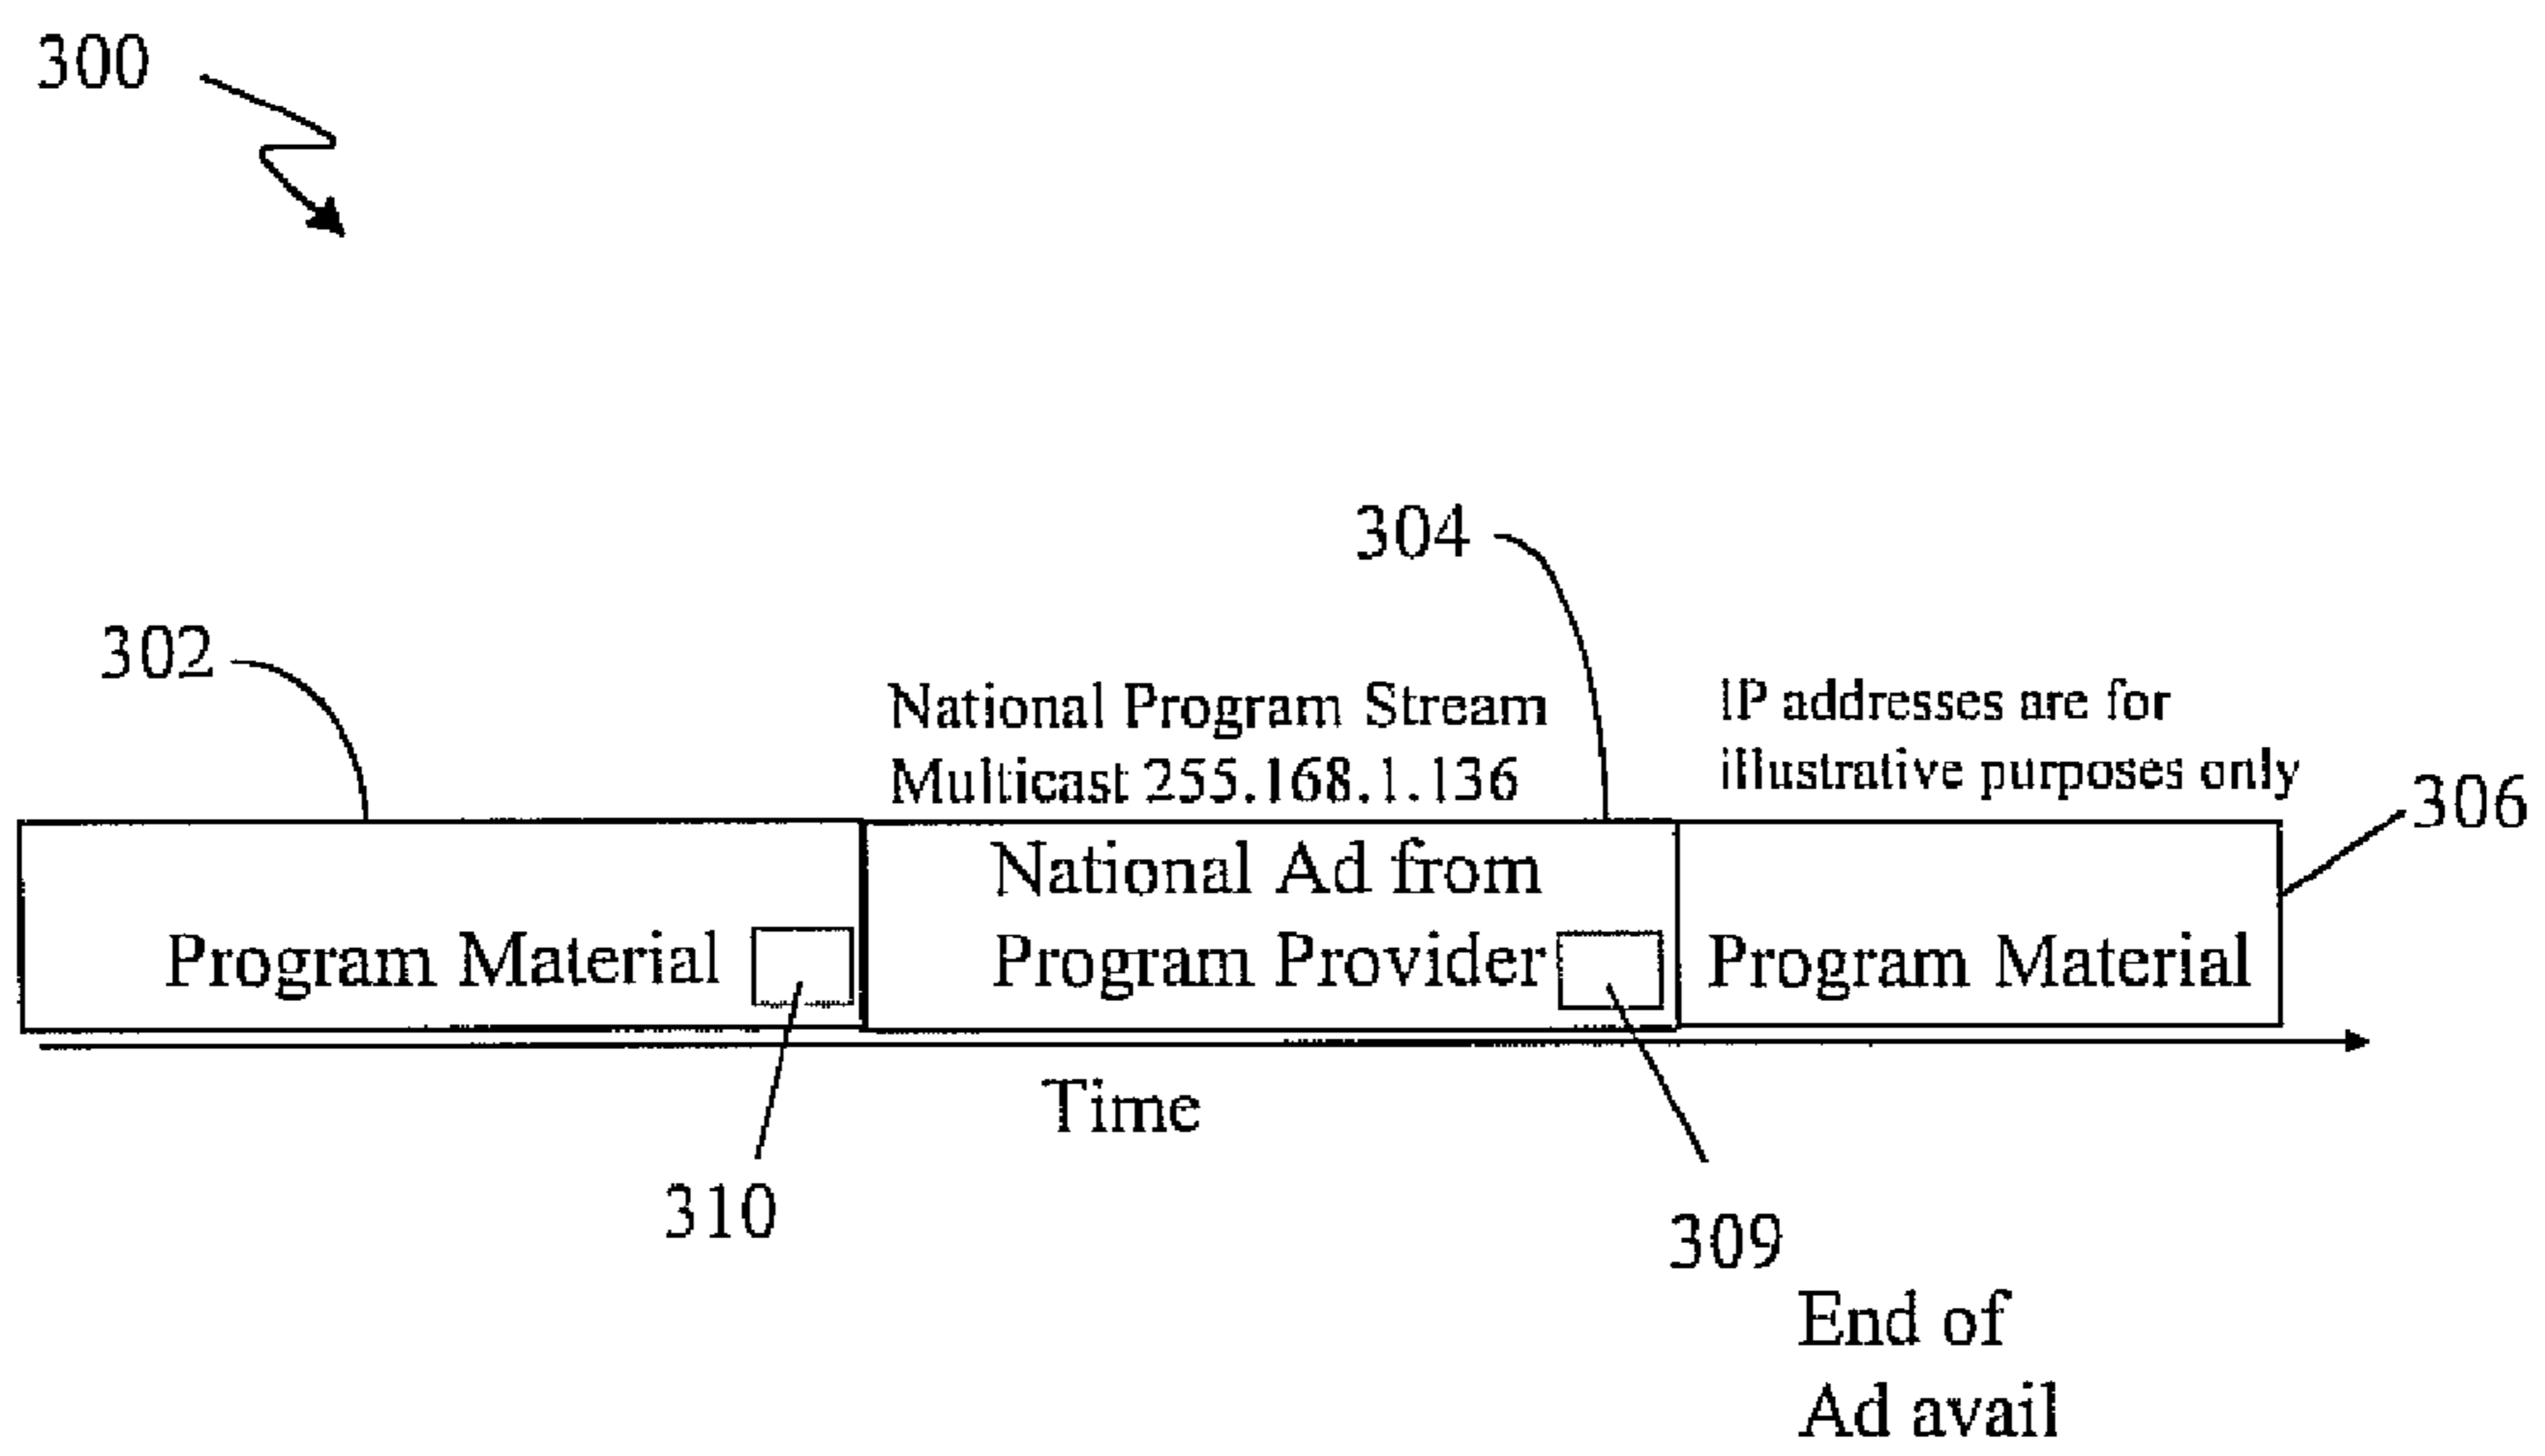 300
304
302
National Program Stream
Multicast 255.168.1.136
IP addresses are for
illustrative purposes only
306
National Ad from
Program Provider
Program Material
Program Material
Time
310
309
End of
Ad avail